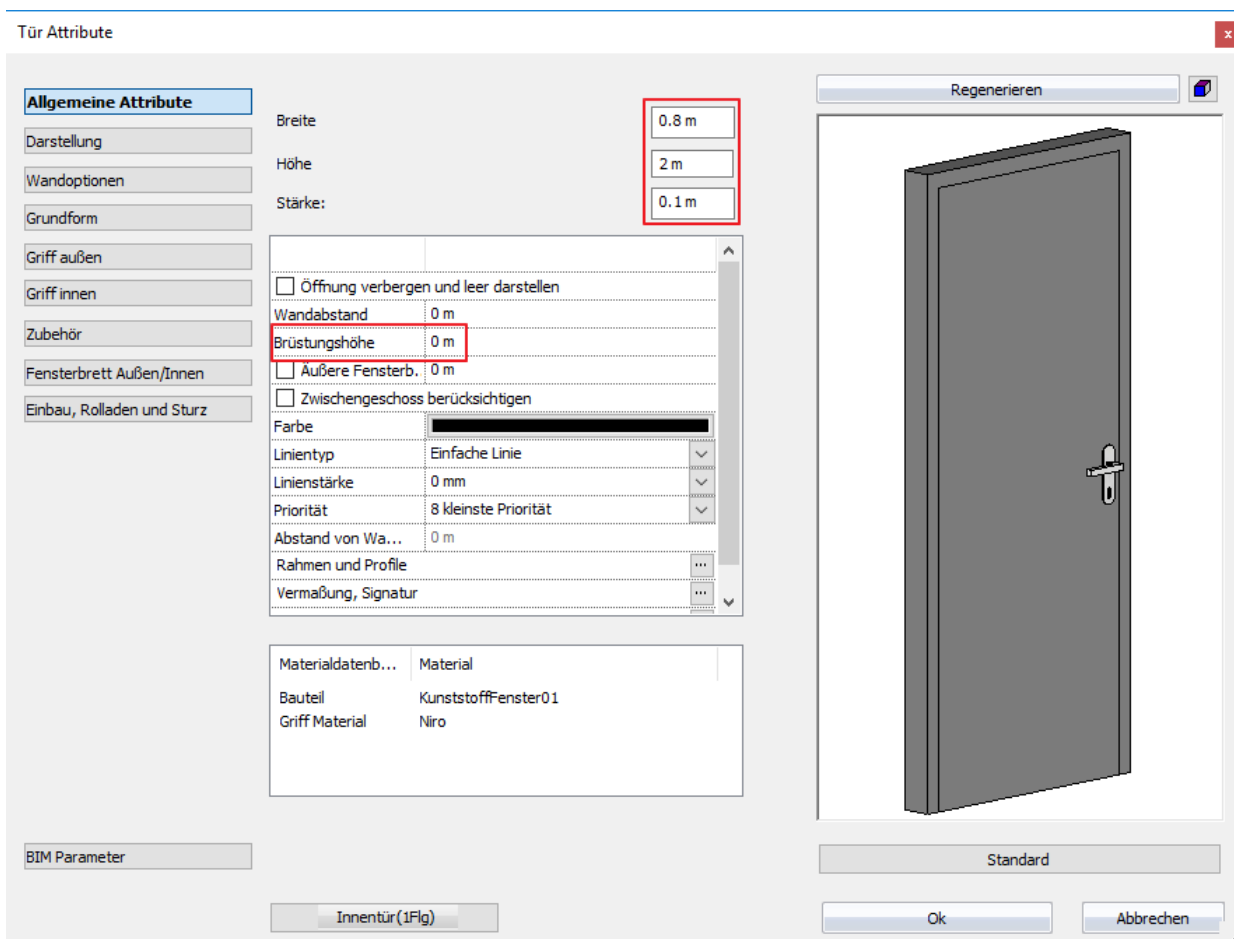 Tür Attribute
x
Allgemeine Attribute
Darstellung
Wandoptionen
Grundform
Griff außen
Griff innen
Zubehör
Fensterbrett Außen/Innen
Einbau, Rolladen und Sturz
BIM Parameter
Breite 0.8 m
Höhe 2 m
Stärke: 0.1 m
Öffnung verbergen und leer darstellen
Wandabstand 0 m
Brüstungshöhe 0 m
Äußere Fensterb. 0 m
Zwischengeschoss berücksichtigen
Farbe
Linientyp Einfache Linie
Linienstärke 0 mm
Priorität 8 kleinste Priorität
Abstand von Wa... 0 m
Rahmen und Profile ...
Vermaßung, Signatur ...
Materialdatenb... Material
Bauteil KunststoffFenster01
Griff Material Niro
Innentür(1Flg)
Regenerieren
Standard
Ok Abbrechen